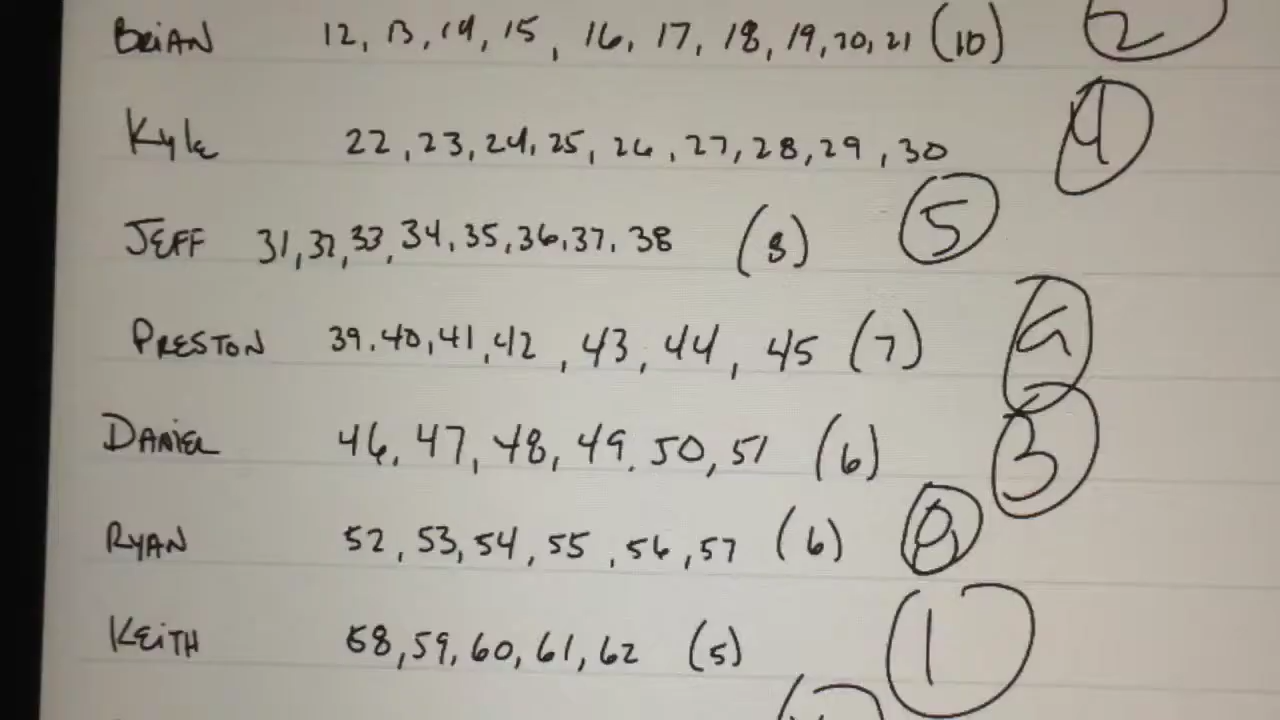 BRIAN 12, 13, 14, 15, 16, 17, 18, 19, 20, 21 (10) 2
Kyle 22, 23, 24, 25, 26, 27, 28, 29, 30 4
JEFF 31, 32, 33, 34, 35, 36, 37, 38 (8) 5
PRESTON 39. 40, 41, 42, 43, 44, 45 (7)
DANIEL 46, 47, 48, 49. 50, 51 (6) 3
RYAN 52, 53, 54, 55, 56, 57 (6)
KEITH 58, 59, 60, 61, 62 (5) 1